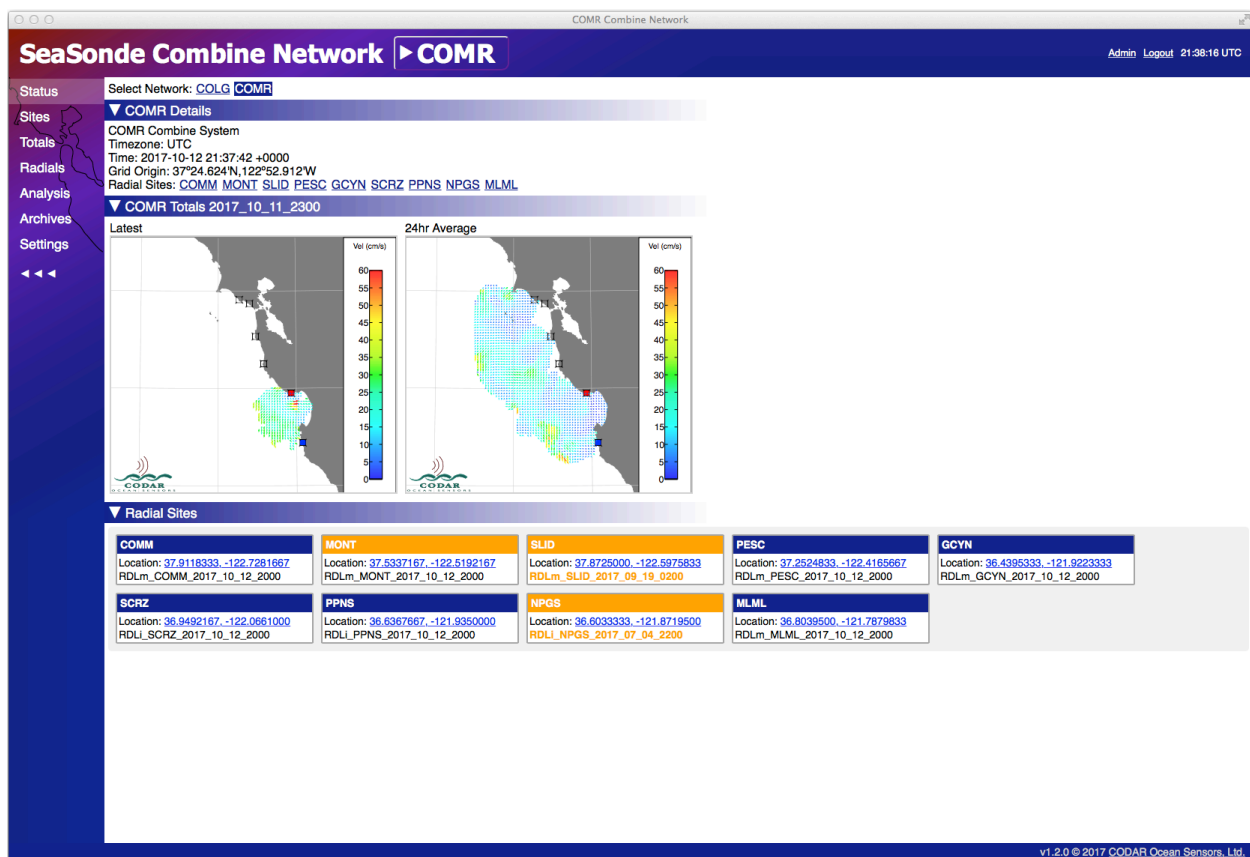 COMR Combine Network
SeaSonde Combine Network ▶COMR
Admin Logout 21:38:16 UTC
Status
Sites
Totals
Radials
Analysis
Archives
Settings
◀ ◀ ◀
Select Network: COLG COMR
▼ COMR Details
COMR Combine System
Timezone: UTC
Time: 2017-10-12 21:37:42 +0000
Grid Origin: 37°24.624'N,122°52.912'W
Radial Sites: COMM MONT SLID PESC GCYN SCRZ PPNS NPGS MLML
▼ COMR Totals 2017_10_11_2300
Latest
Vel (cm/s)
60
55
50
45
40
35
30
25
20
15
10
5
0
CODAR
OCEAN SENSORS
24hr Average
Vel (cm/s)
60
55
50
45
40
35
30
25
20
15
10
5
0
CODAR
OCEAN SENSORS
▼ Radial Sites
COMM
Location: 37.9118333, -122.7281667
RDLm_COMM_2017_10_12_2000
MONT
Location: 37.5337167, -122.5192167
RDLm_MONT_2017_10_12_2000
SLID
Location: 37.8725000, -122.5975833
RDLm_SLID_2017_09_19_0200
PESC
Location: 37.2524833, -122.4165667
RDLm_PESC_2017_10_12_2000
GCYN
Location: 36.4395333, -121.9223333
RDLm_GCYN_2017_10_12_2000
SCRZ
Location: 36.9492167, -122.0661000
RDLi_SCRZ_2017_10_12_2000
PPNS
Location: 36.6367667, -121.9350000
RDLi_PPNS_2017_10_12_2000
NPGS
Location: 36.6033333, -121.8719500
RDLi_NPGS_2017_07_04_2200
MLML
Location: 36.8039500, -121.7879833
RDLm_MLML_2017_10_12_2000
v1.2.0 © 2017 CODAR Ocean Sensors, Ltd.